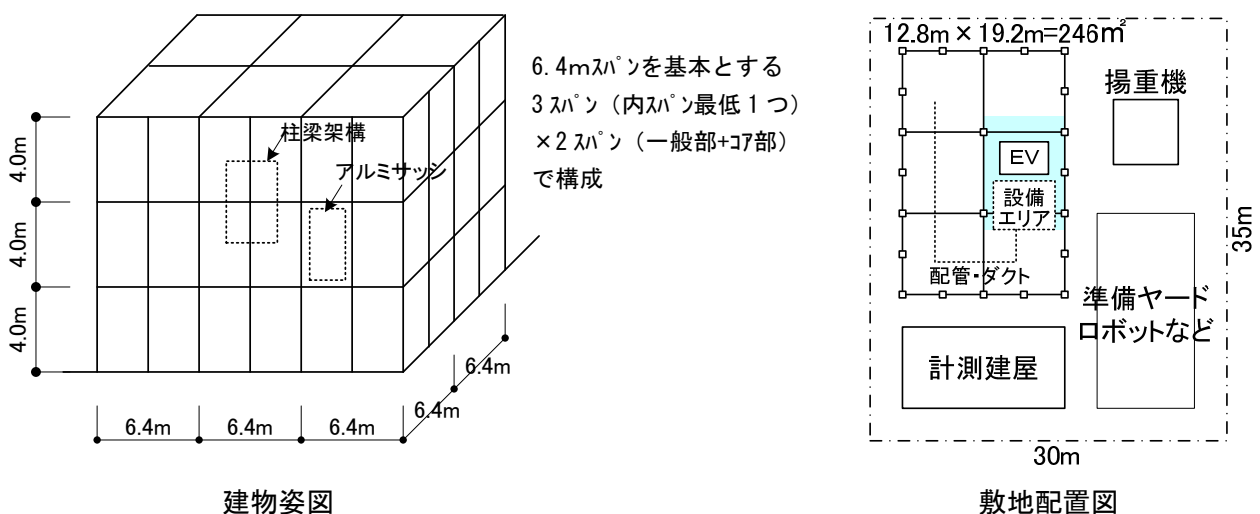 6.4mスパンを基本とする
3スパン（内スパン最低1つ）
×2スパン（一般部+コア部）
で構成
柱梁架構
アルミサッシ
4.0m
4.0m
4.0m
6.4m
6.4m
6.4m
6.4m
6.4m
建物姿図
12.8m×19.2m=246㎡
揚重機
EV
設備
エリア
配管・ダクト
準備ヤード
ロボットなど
計測建屋
35m
30m
敷地配置図